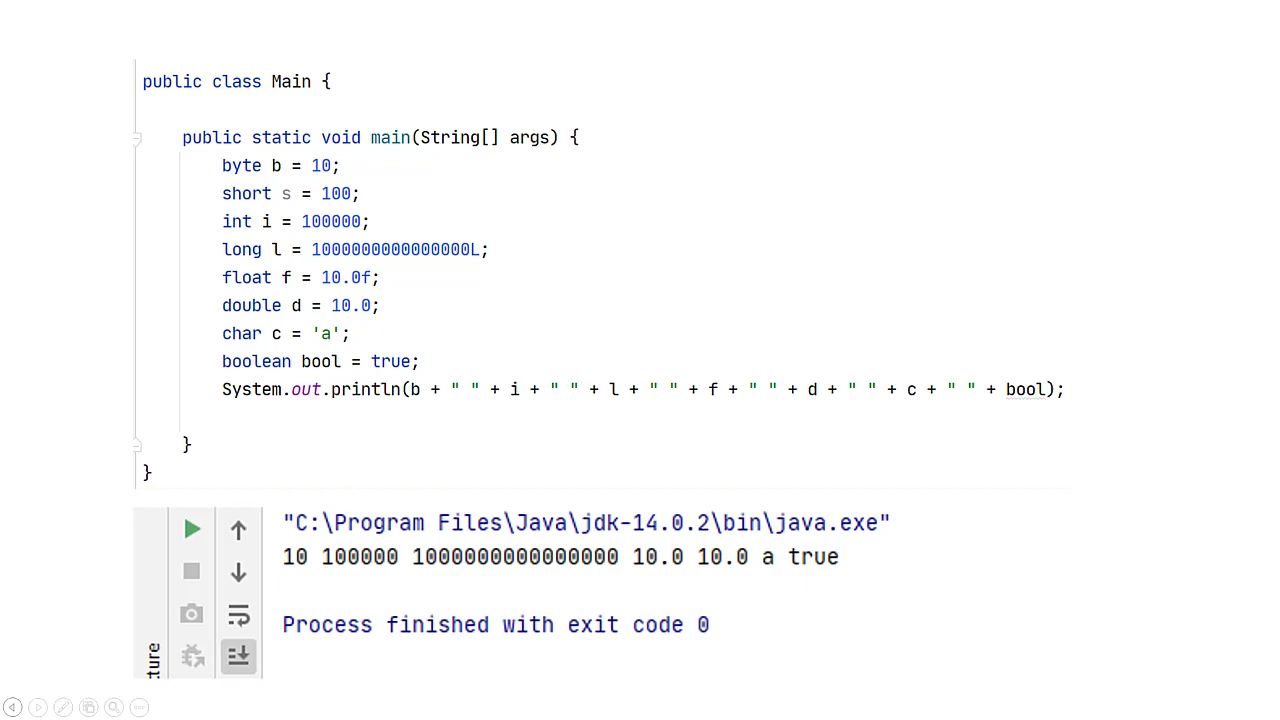 public class Main {
public static void main(String[] args) {
byte b = 10;
short s = 100;
int i = 100000;
long l = 1000000000000000L;
float f = 10.0f;
double d = 10.0;
char c = 'a';
boolean bool = true;
System.out.println(b + " " + i + " " + l + " " + f + " " + d + " " + c + " " + bool);
}
}
"C:\Program Files\Java\jdk-14.0.2\bin\java.exe"
10 100000 1000000000000000 10.0 10.0 a true
Process finished with exit code 0